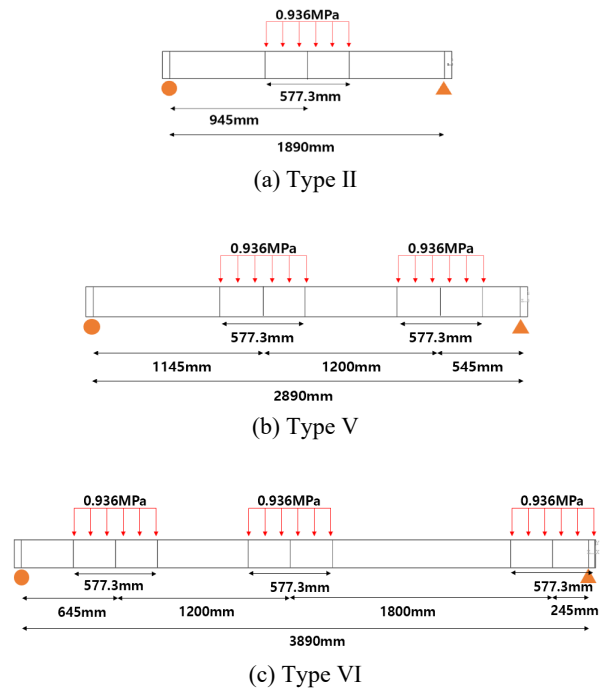 0.936MPa
577.3mm
945mm
1890mm
(a) Type II
0.936MPa 0.936MPa
577.3mm 577.3mm
1145mm 1200mm 545mm
2890mm
(b) Type V
0.936MPa 0.936MPa 0.936MPa
577.3mm 577.3mm 577.3mm
645mm 1200mm 1800mm 245mm
3890mm
(c) Type VI